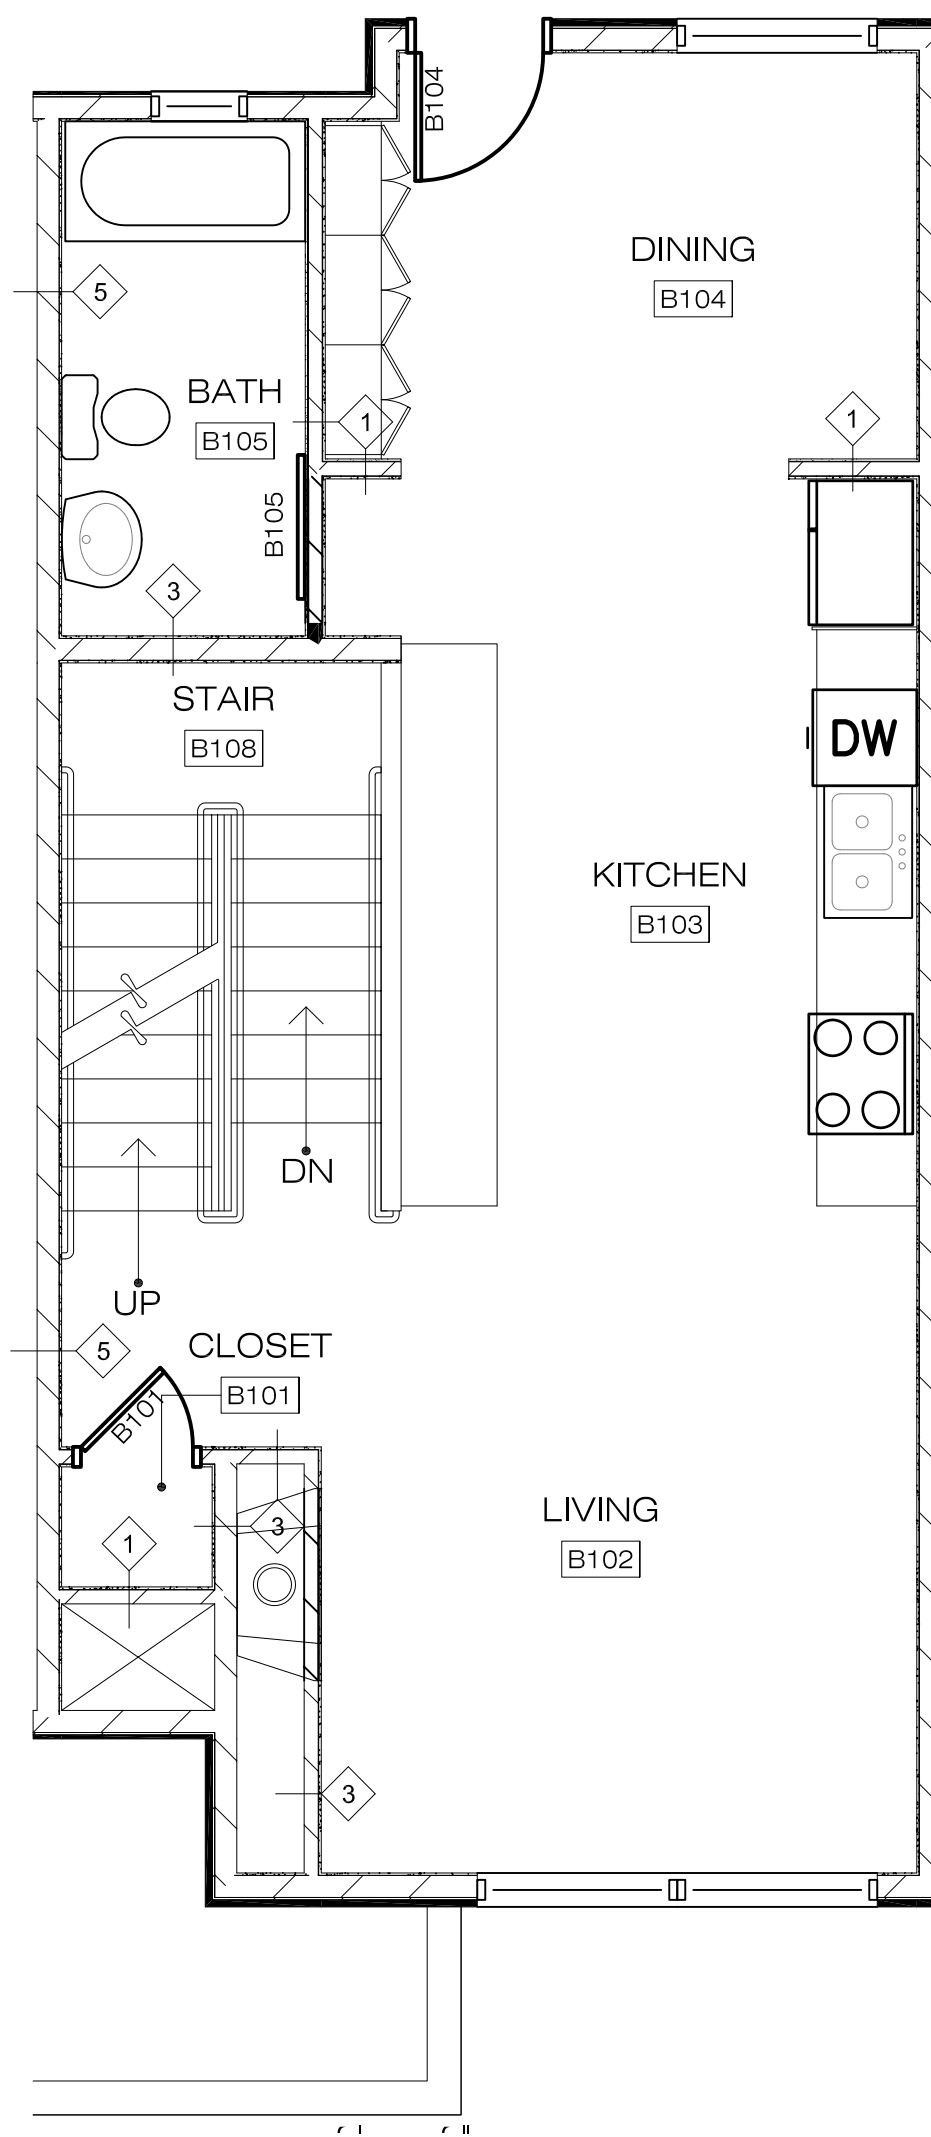 B104
DINING
B104
5
BATH
B105
1
1
B105
3
STAIR
B108
DW
KITCHEN
B103
DN
UP
5
CLOSET
B101
B101
LIVING
B102
3
1
3